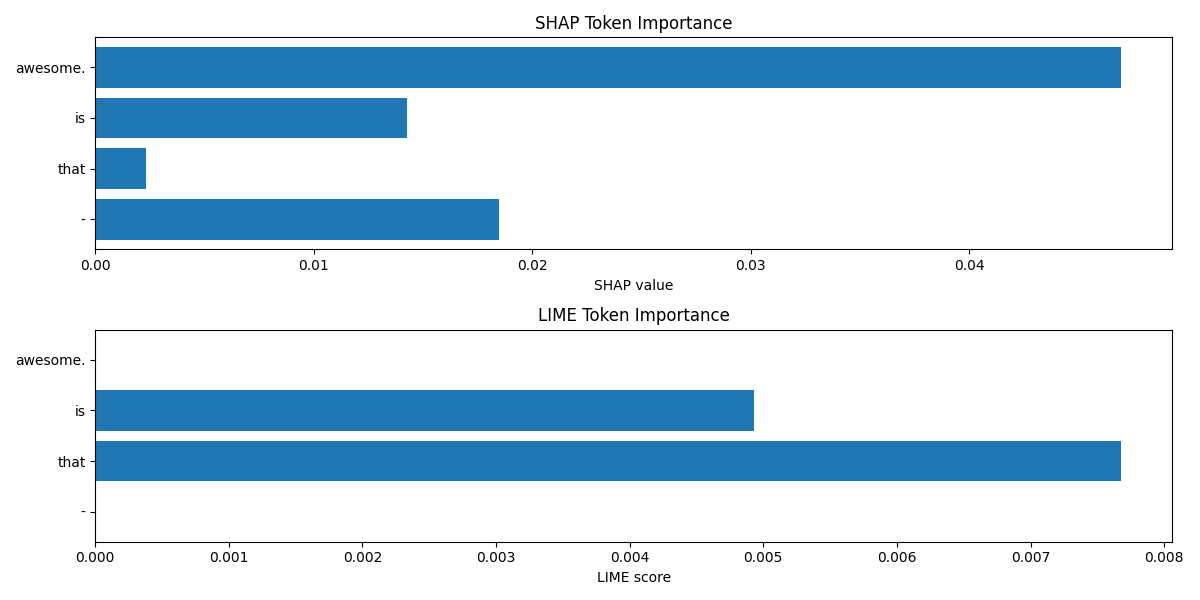 SHAP Token Importance
awesome.
is
that
-
0.00 0.01 0.02 0.03 0.04
SHAP value
LIME Token Importance
awesome.
is
that
-
0.000 0.001 0.002 0.003 0.004 0.005 0.006 0.007 0.008
LIME score